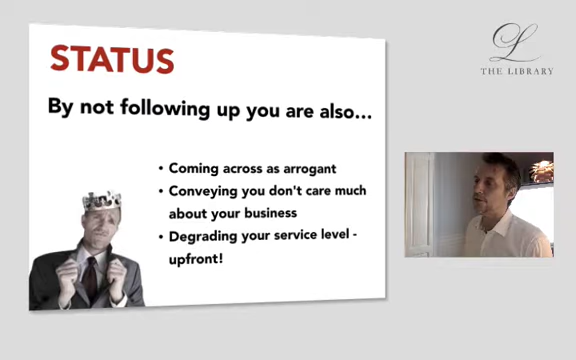 STATUS
By not following up you are also...
• Coming across as arrogant
• Conveying you don't care much
about your business
• Degrading your service level -
upfront!
L
THE LIBRARY